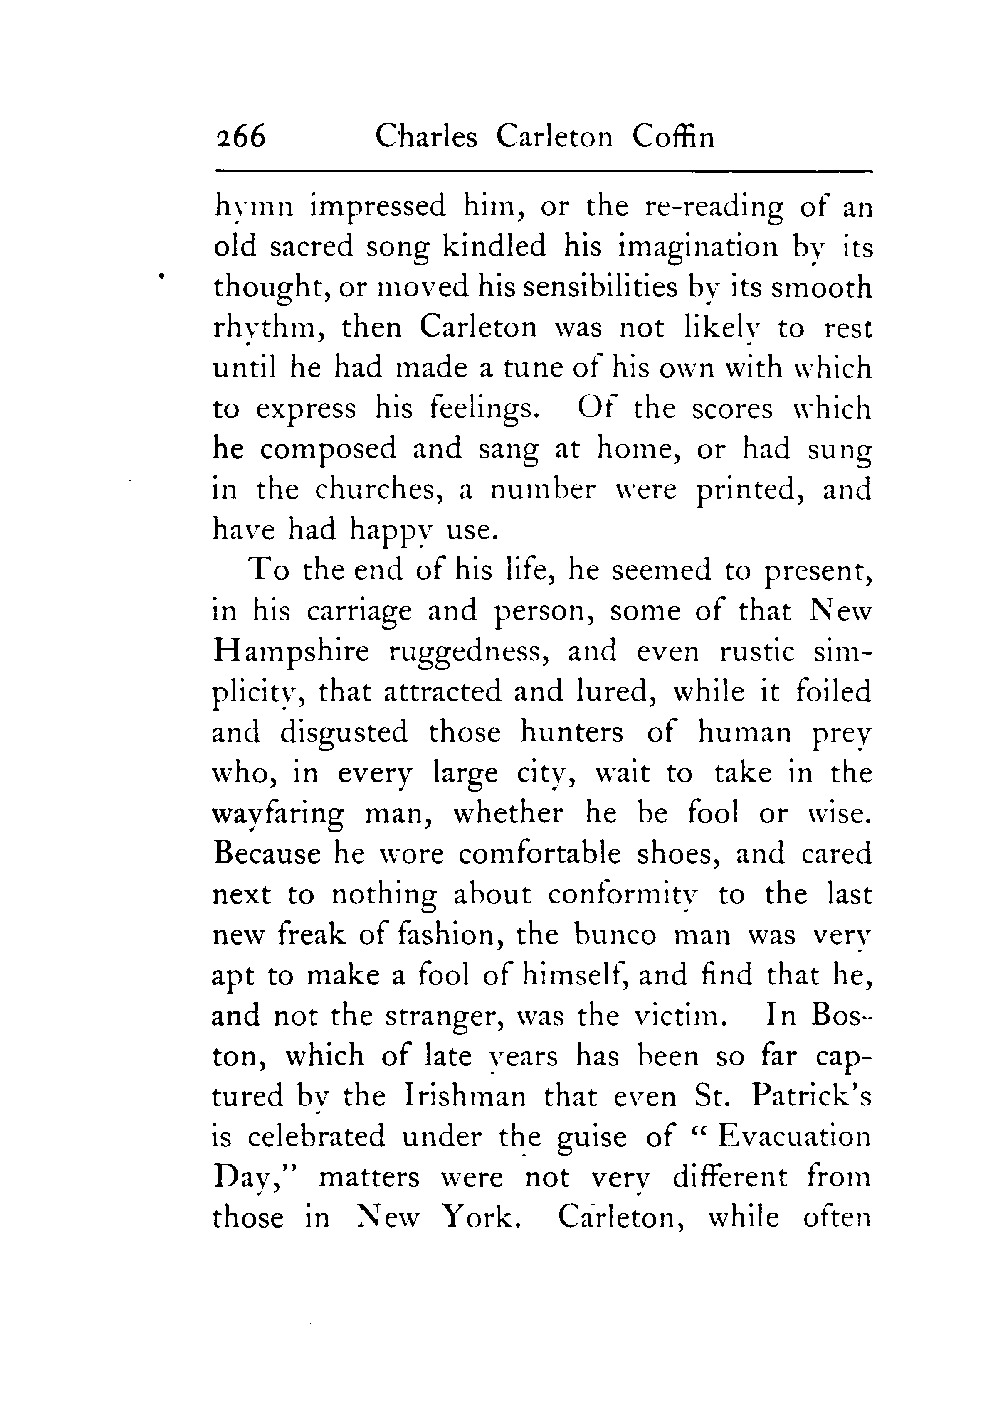 266 Charles Carleton Coffin
hymn impressed him, or the re-reading of an
old sacred song kindled his imagination by its
thought, or moved his sensibilities by its smooth
rhythm, then Carleton was not likely to rest
until he had made a tune of his own with which
to express his feelings. Of the scores which
he composed and sang at home, or had sung
in the churches, a number were printed, and
have had happy use.
To the end of his life, he seemed to present,
in his carriage and person, some of that New
Hampshire ruggedness, and even rustic sim-
plicity, that attracted and lured, while it foiled
and disgusted those hunters of human prey
who, in every large city, wait to take in the
wayfaring man, whether he be fool or wise.
Because he wore comfortable shoes, and cared
next to nothing about conformity to the last
new freak of fashion, the bunco man was very
apt to make a fool of himself, and find that he,
and not the stranger, was the victim. In Bos-
ton, which of late years has been so far cap-
tured by the Irishman that even St. Patrick's
is celebrated under the guise of “ Evacuation
Day,” matters were not very different from
those in New York. Carleton, while often